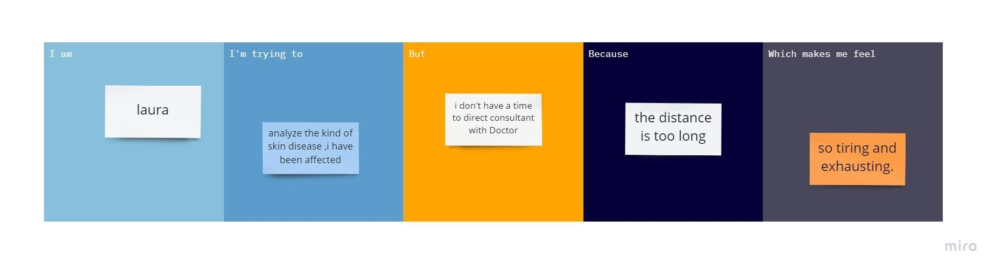 I am
laura
I'm trying to
analyze the kind of
skin disease ,i have
been affected
But
i don't have a time
to direct consultant
with Doctor
Because
the distance
is too long
Which makes me feel
so tiring and
exhausting.
miro